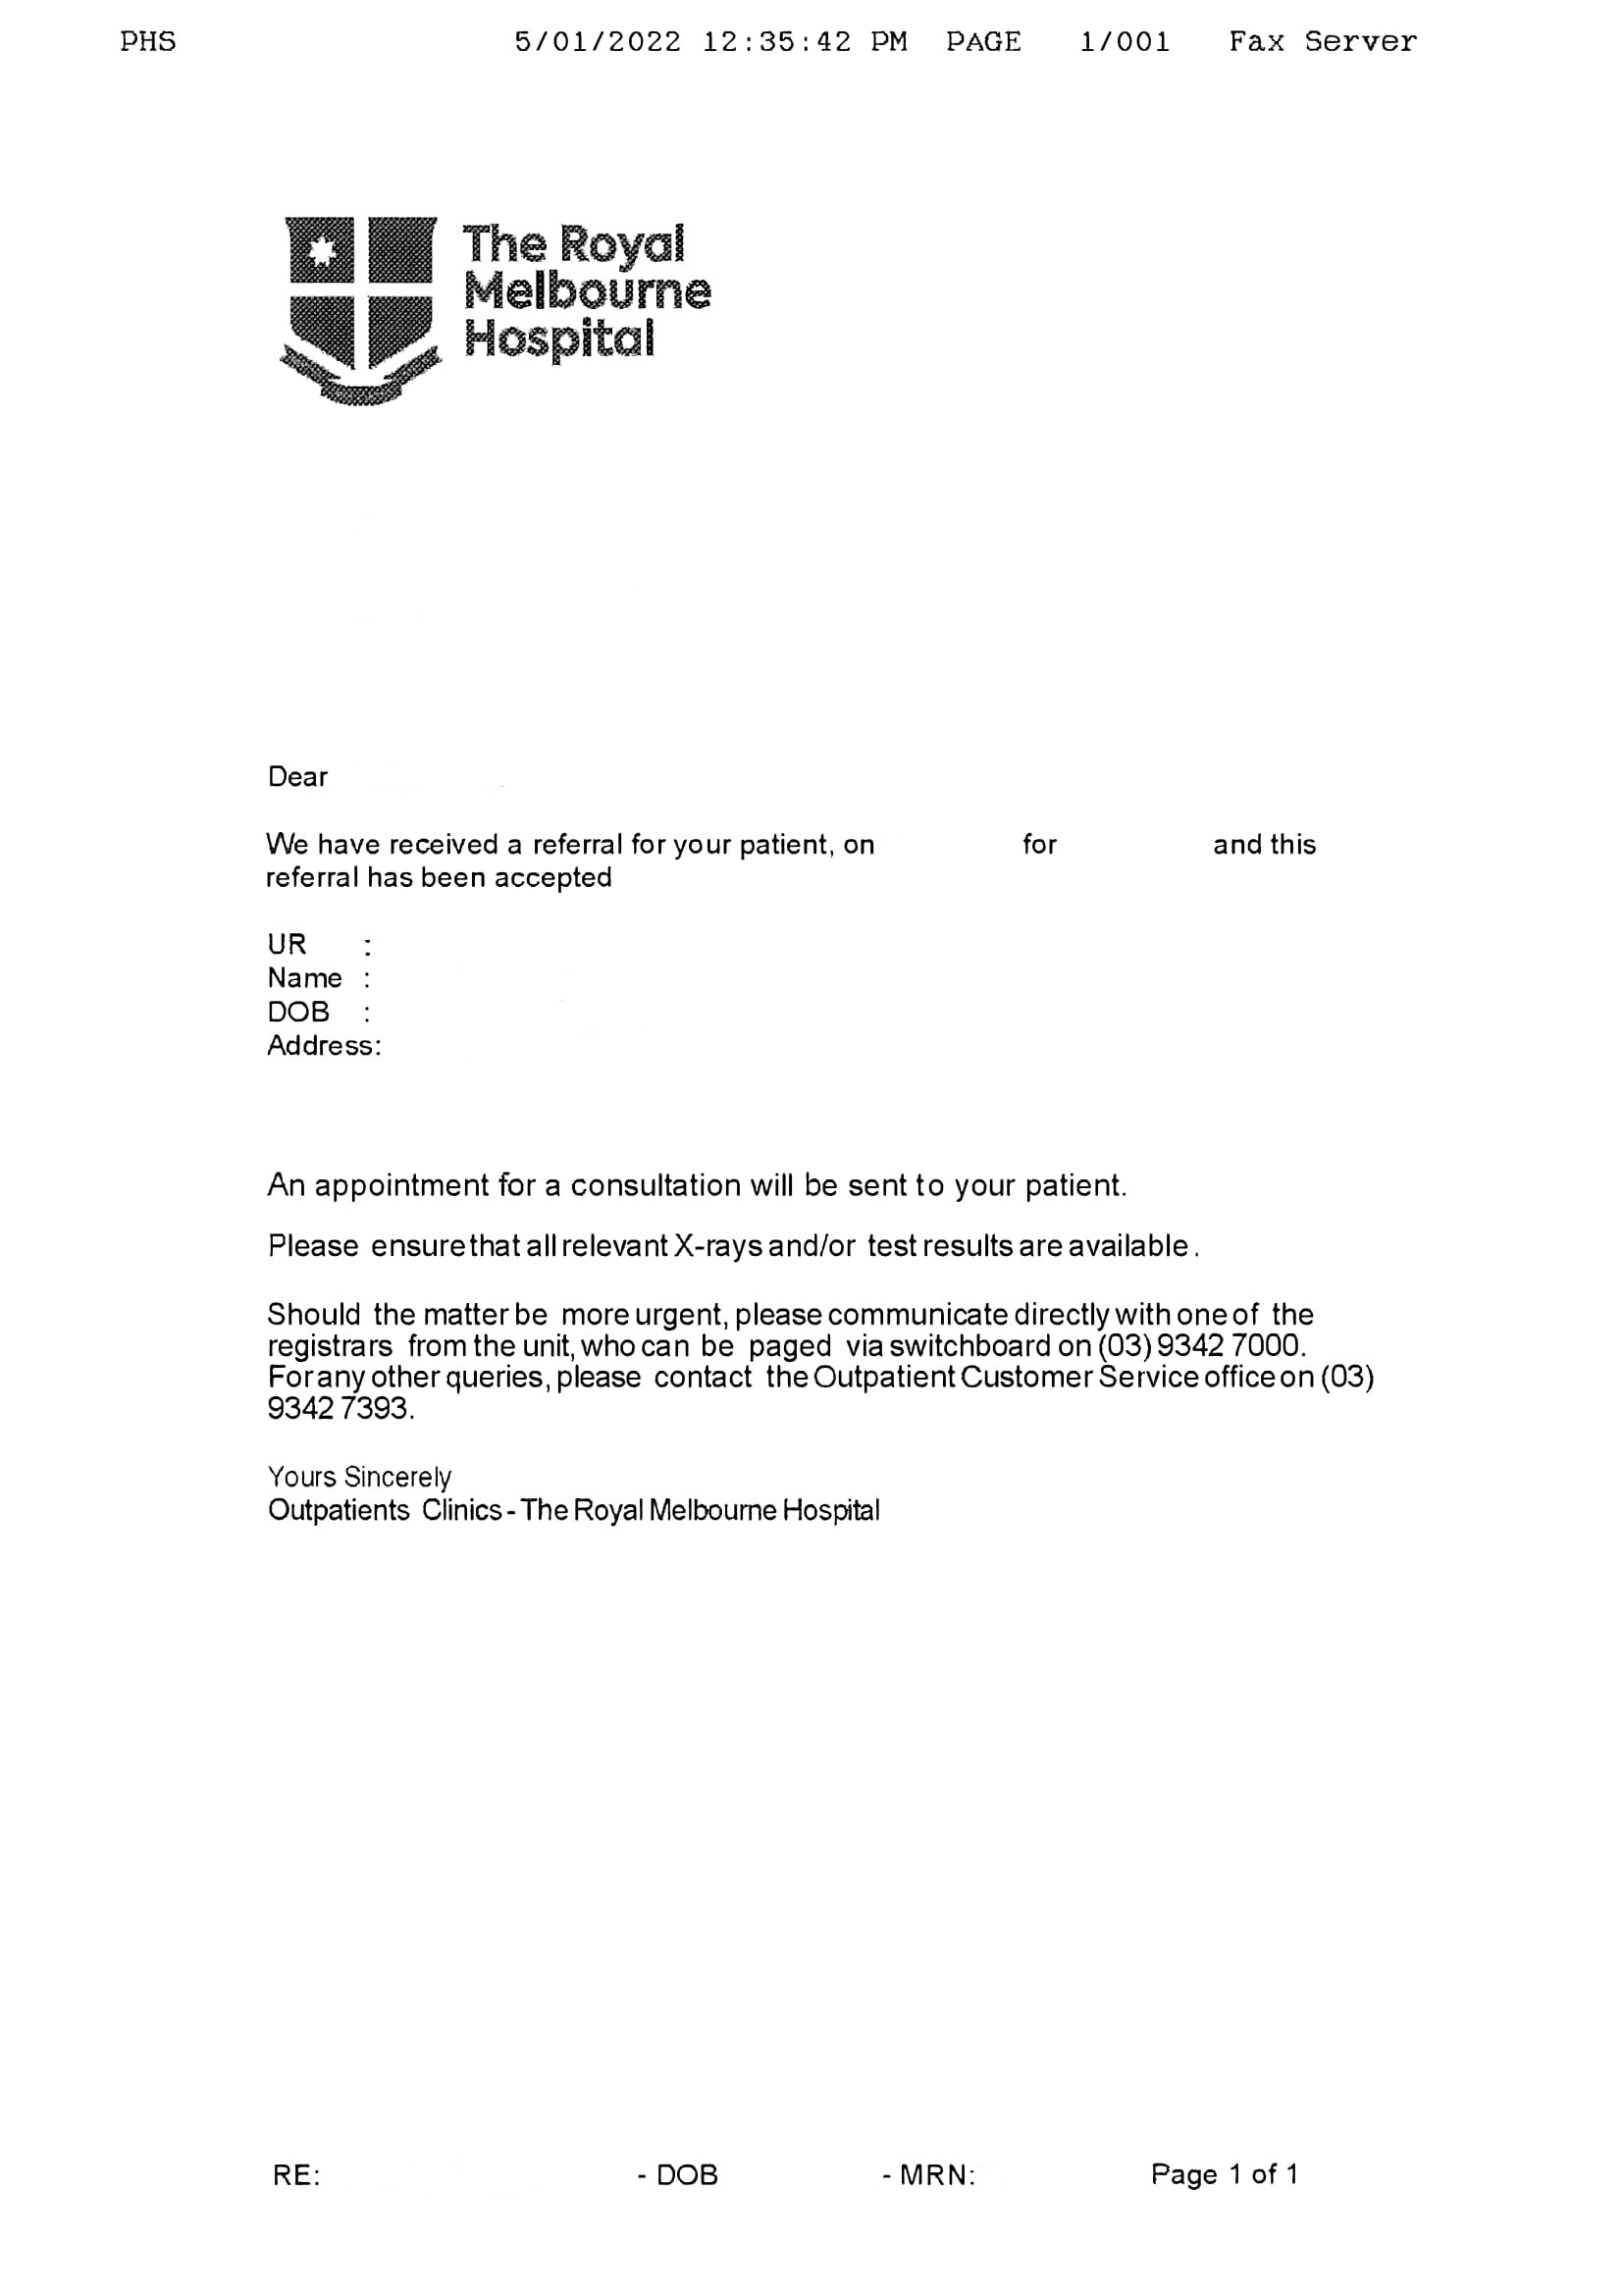 PHS 5/01/2022 12:35:42 PM PAGE 1/001 Fax Server
The Royal
Melbourne
Hospital
Dear
We have received a referral for your patient, on for and this
referral has been accepted
UR :
Name :
DOB :
Address:
An appointment for a consultation will be sent to your patient.
Please ensure that all relevant X-rays and/or test results are available.
Should the matter be more urgent, please communicate directly with one of the
registrars from the unit, who can be paged via switchboard on (03) 9342 7000.
For any other queries, please contact the Outpatient Customer Service office on (03)
9342 7393.
Yours Sincerely
Outpatients Clinics - The Royal Melbourne Hospital
RE: - DOB - MRN: Page 1 of 1